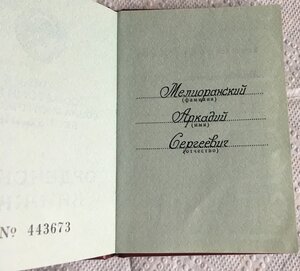 Мелиоранский
(фамилия)
Аркадий
(имя)
Сергеевич
(отчество)
№ 443673